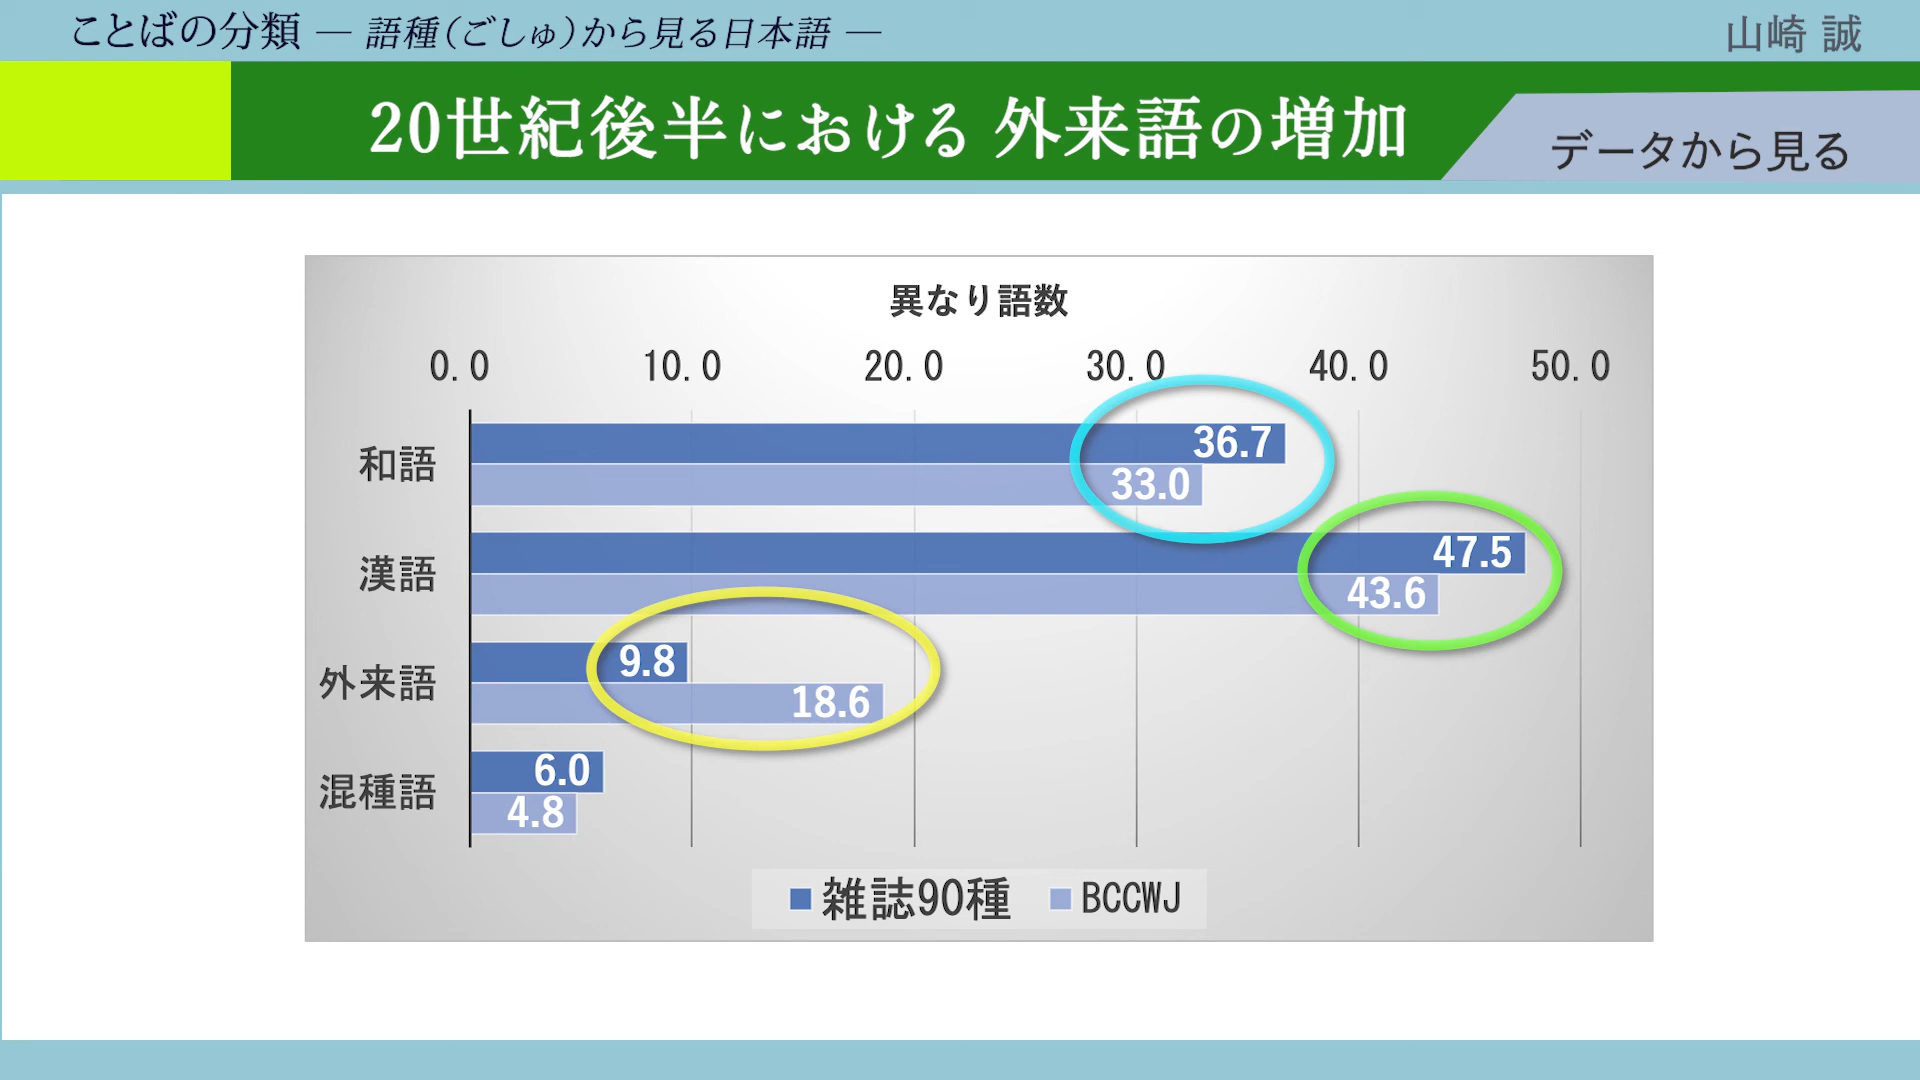 ことばの分類 ― 語種(ごしゅ)から見る日本語 ―
山崎 誠
20世紀後半における 外来語の増加
データから見る
異なり語数
0.0 10.0 20.0 30.0 40.0 50.0
和語
36.7
33.0
漢語
47.5
43.6
外来語
9.8
18.6
混種語
6.0
4.8
雑誌90種 BCCWJ